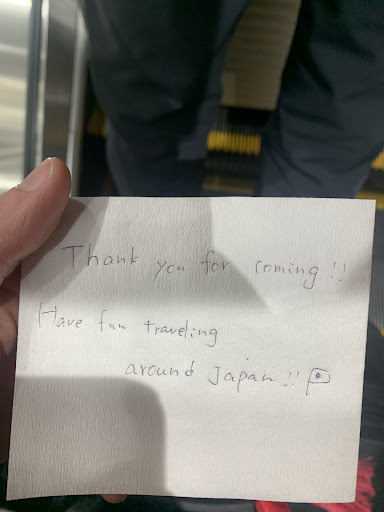 Thank you for coming!!
Have fun traveling
around Japan!!